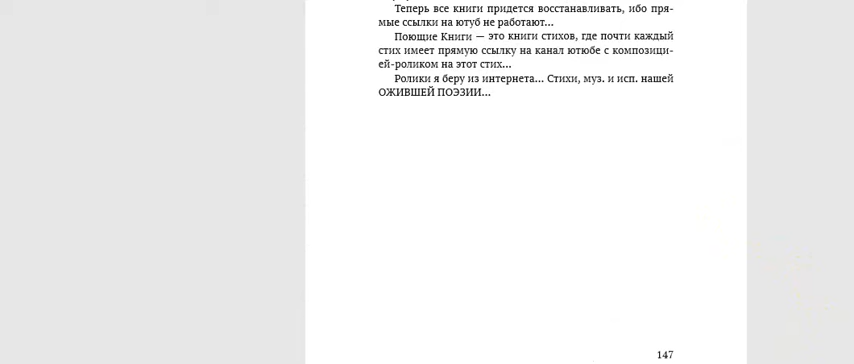 Теперь все книги придется восстанавливать, ибо пря-
мые ссылки на ютуб не работают...
Поющие Книги — это книги стихов, где почти каждый
стих имеет прямую ссылку на канал ютюбе с композици-
ей-роликом на этот стих...
Ролики я беру из интернета... Стихи, муз. и исп. нашей
ОЖИВШЕЙ ПОЭЗИИ...
147